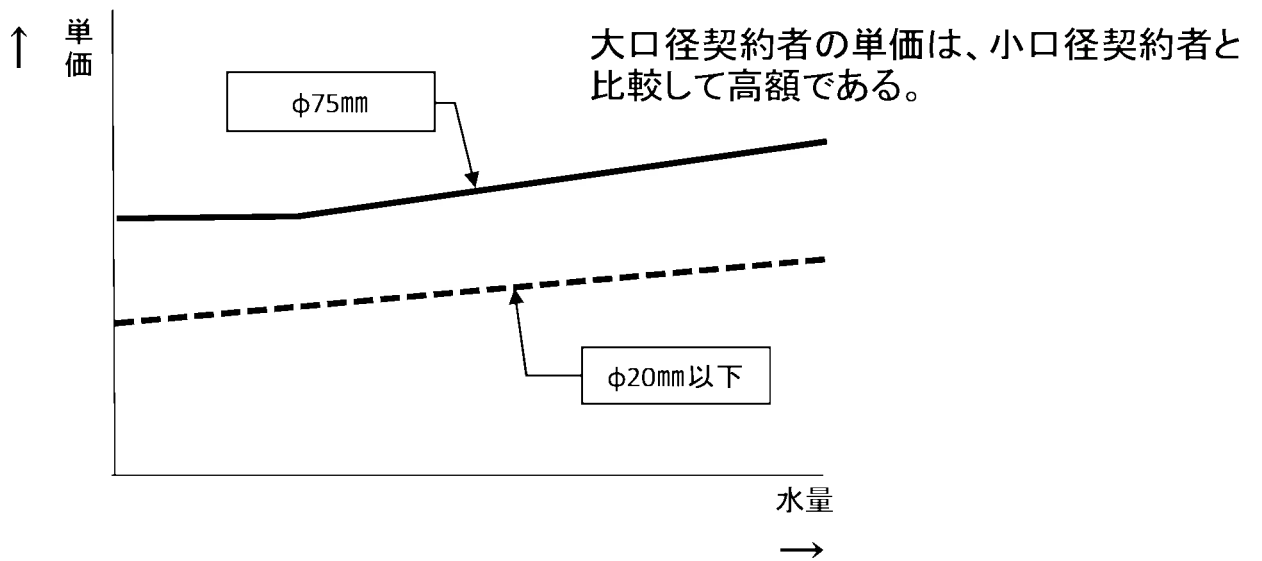 ↑
単
価
大口径契約者の単価は、小口径契約者と
比較して高額である。
φ75㎜
φ20㎜以下
水量
→